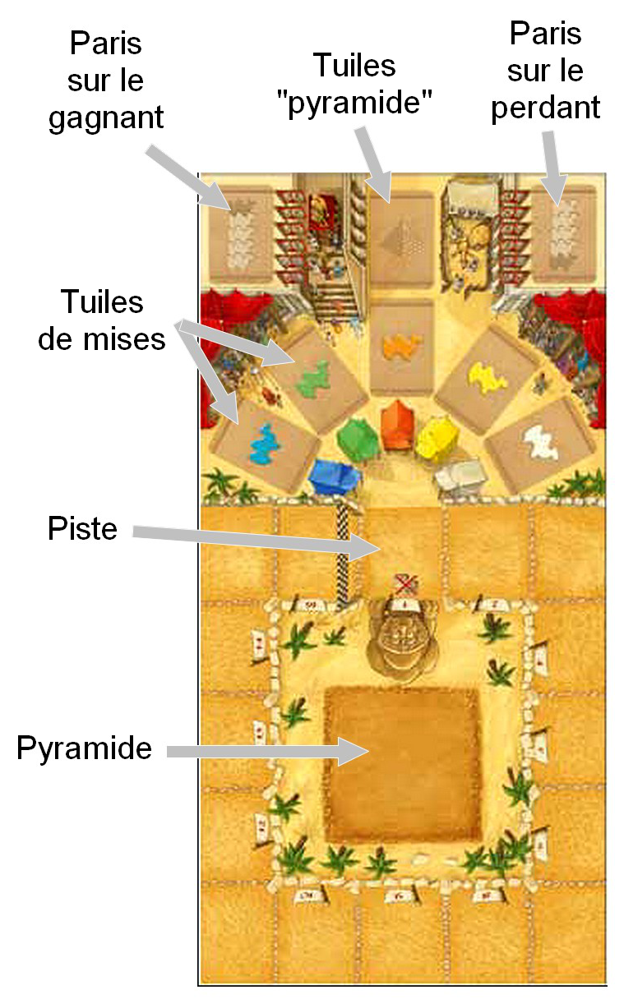 Paris
sur le
gagnant
Tuiles
"pyramide"
Paris
sur le
perdant
Tuiles
de mises
Piste
Pyramide